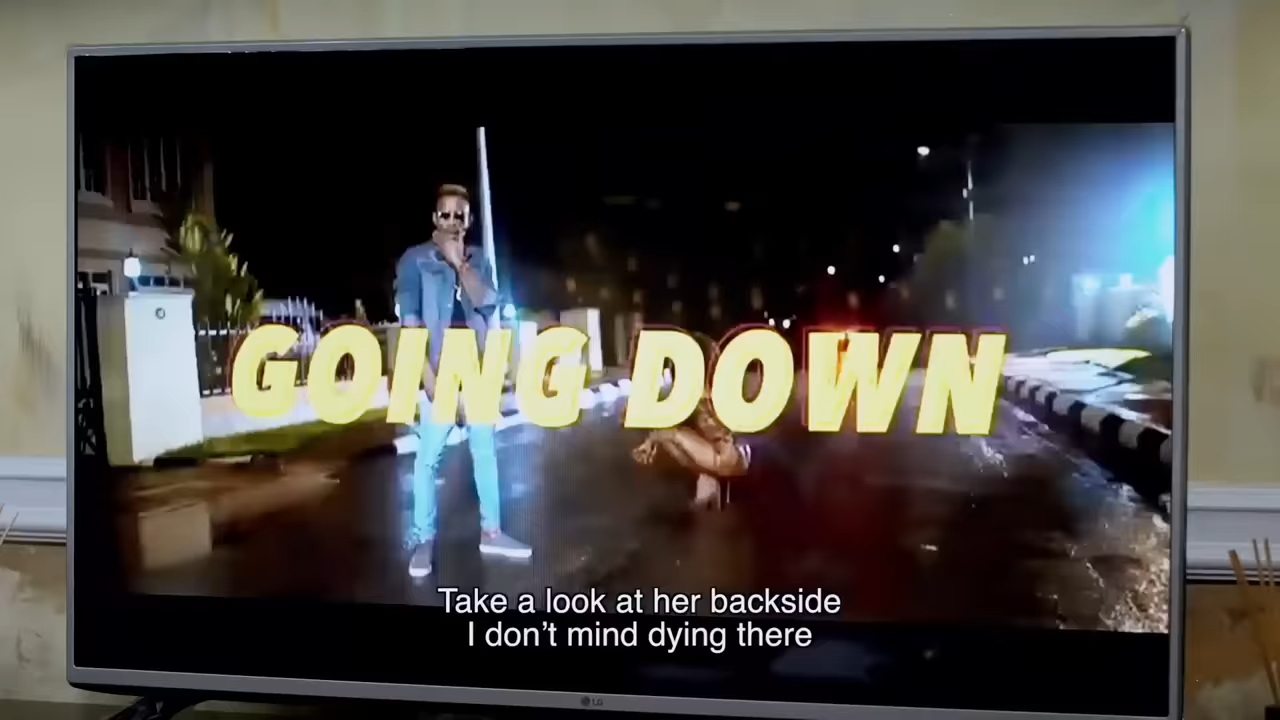 GOING DOWN
Take a look at her backside
I don't mind dying there
LG